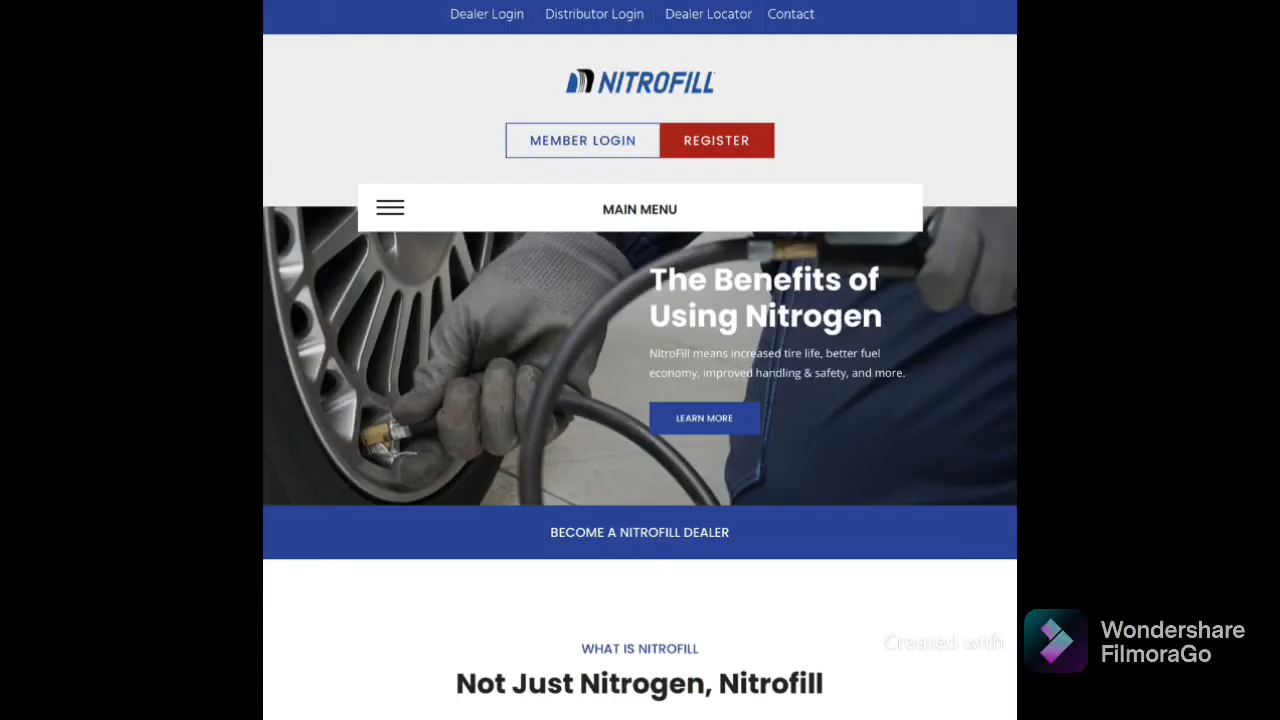 Dealer Login Distributor Login Dealer Locator Contact
NITROFILL
MEMBER LOGIN REGISTER
MAIN MENU
The Benefits of
Using Nitrogen
NitroFill means increased tire life, better fuel
economy, improved handling & safety, and more.
LEARN MORE
BECOME A NITROFILL DEALER
WHAT IS NITROFILL
Not Just Nitrogen, Nitrofill
Created with
Wondershare
FilmoraGo